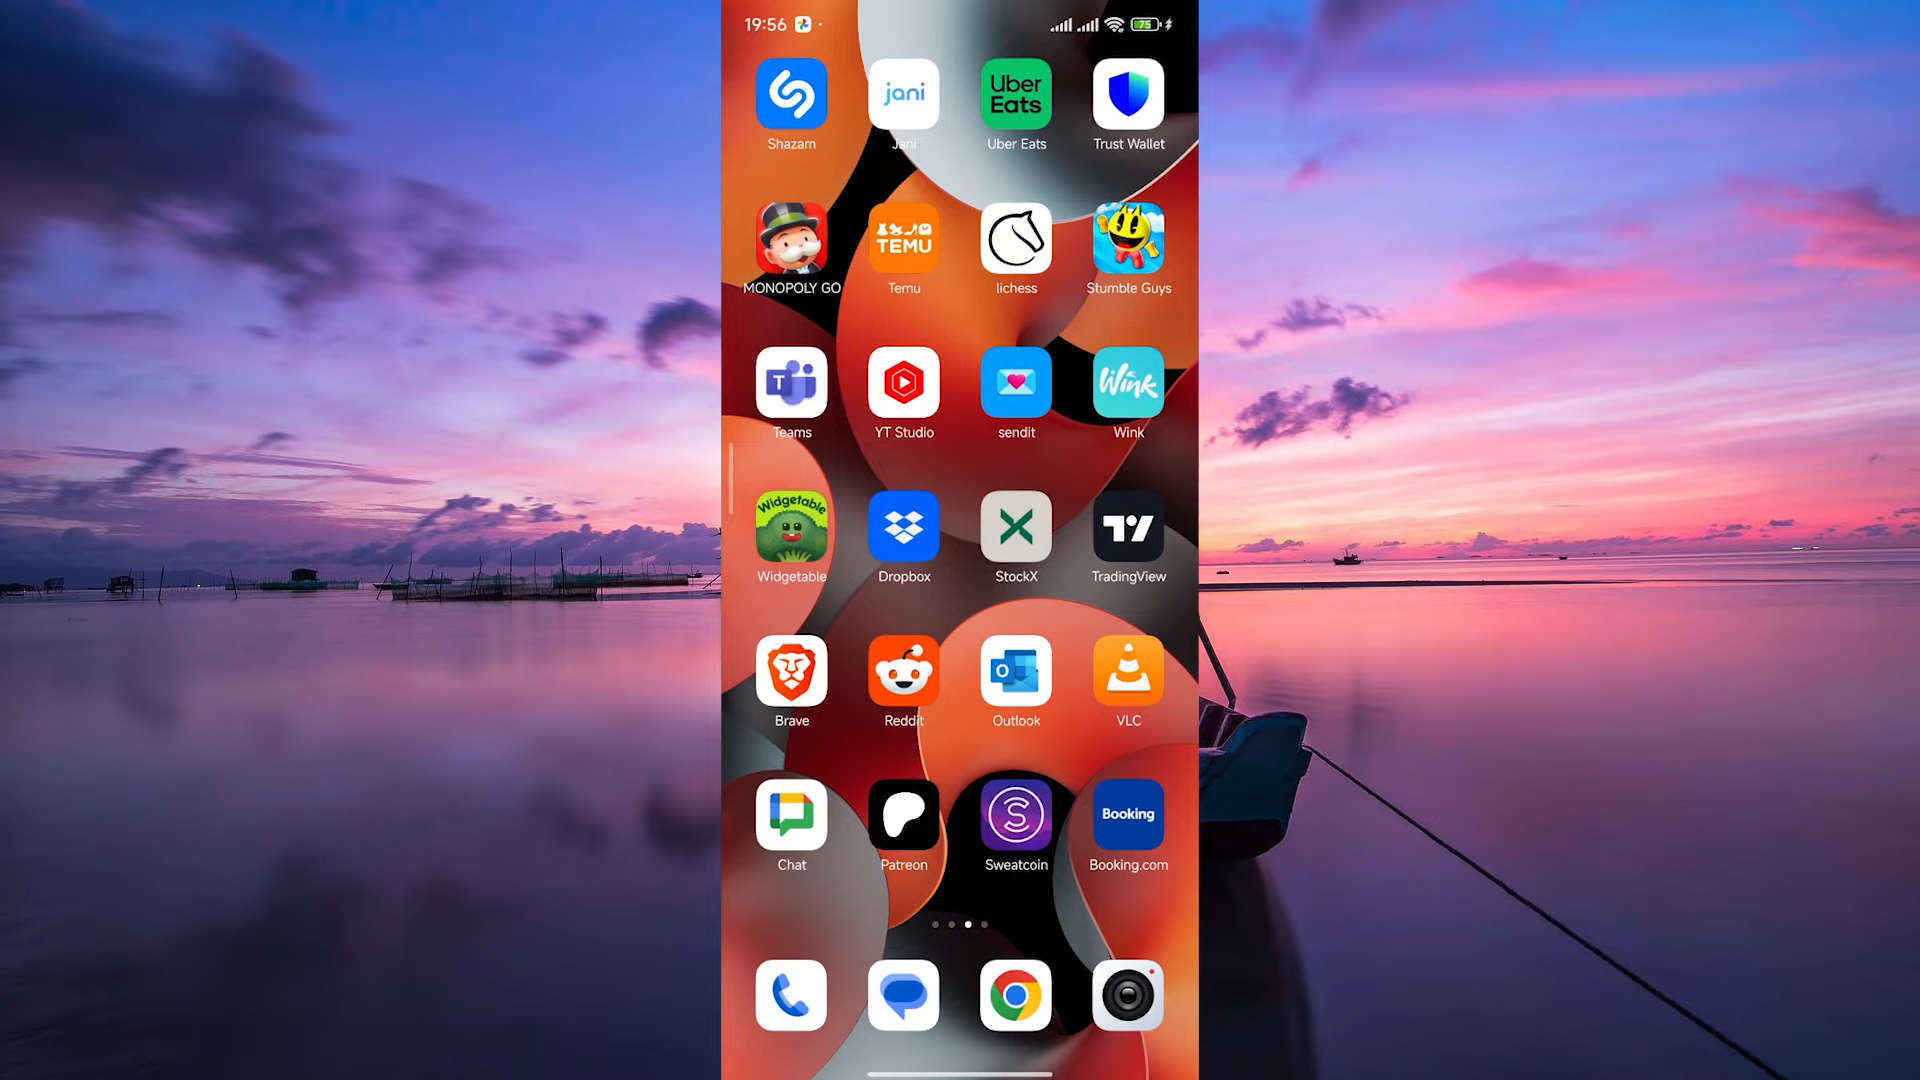 19:56
75
jani
Uber
Eats
Shazam
Jani
Uber Eats
Trust Wallet
TEMU
MONOPOLY GO
Temu
lichess
Stumble Guys
T
Wink
Teams
YT Studio
sendit
Wink
Widgetable
Widgetable
Dropbox
StockX
TradingView
O
Brave
Reddit
Outlook
VLC
Booking
Chat
Patreon
Sweatcoin
Booking.com